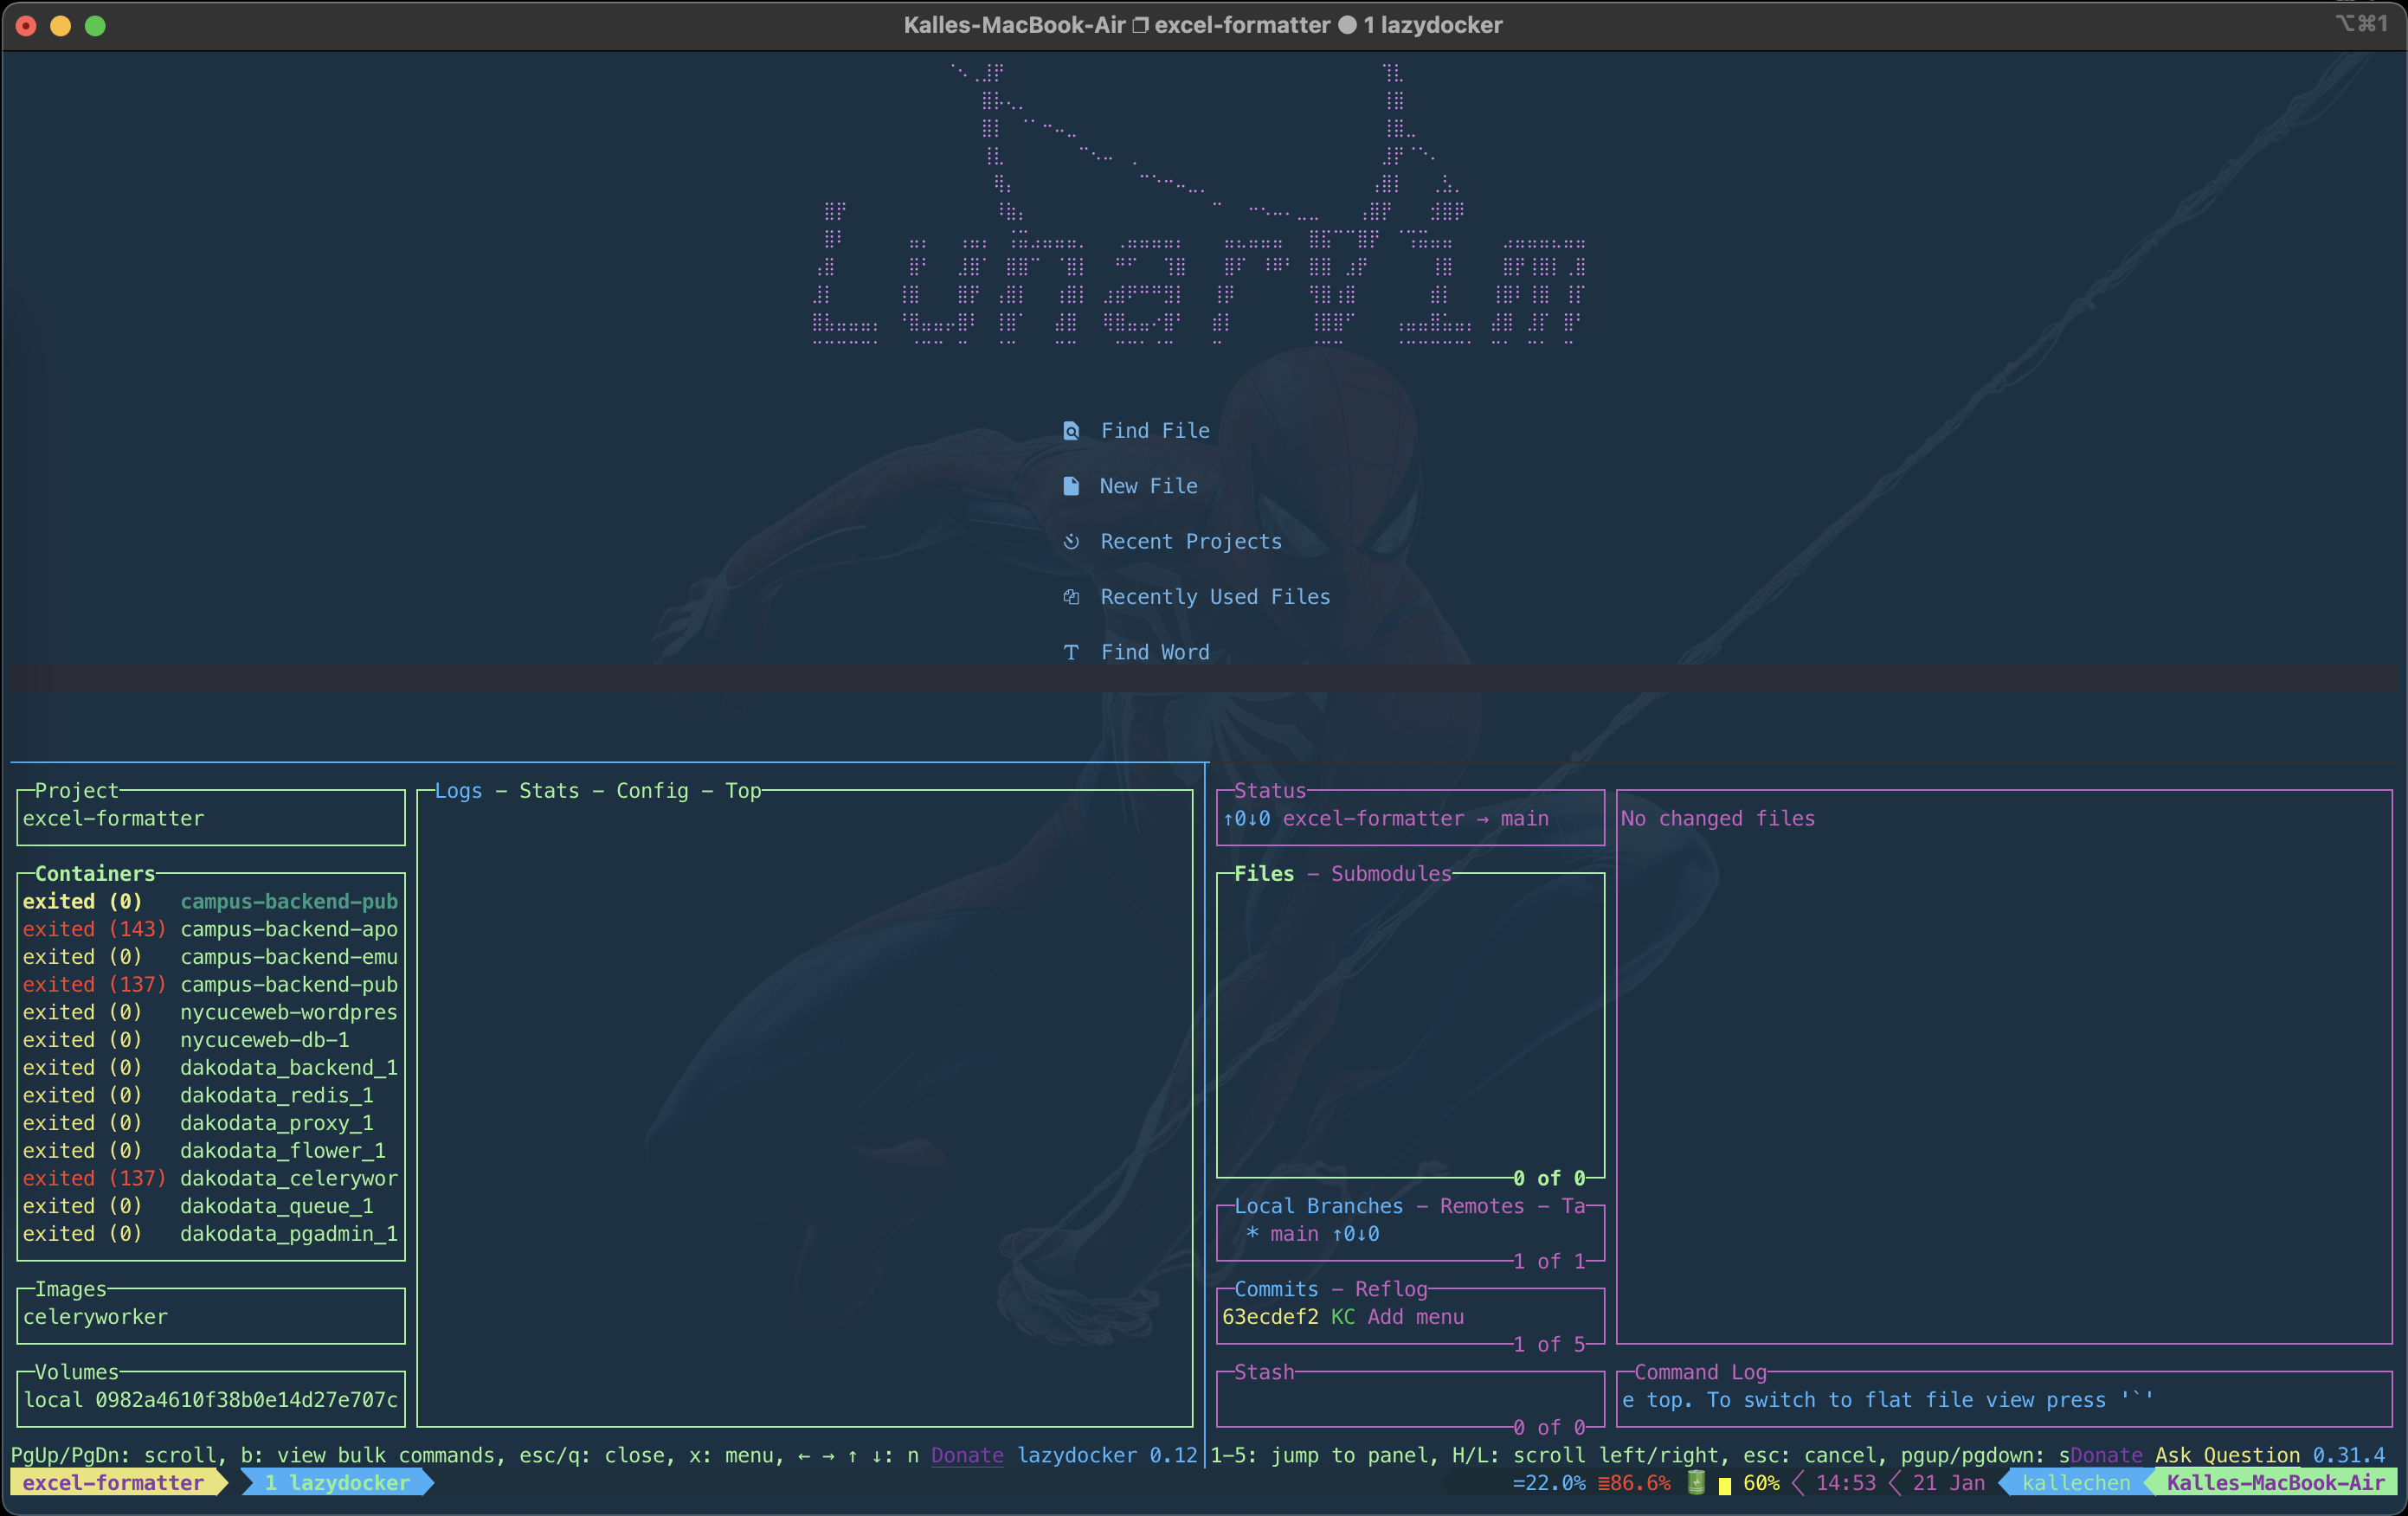 Kalles-MacBook-Air ❐ excel-formatter ● 1 lazydocker
⌥⌘1
LunarVim
Find File
New File
Recent Projects
Recently Used Files
Find Word
Project
excel-formatter
Containers
exited (0) campus-backend-pub
exited (143) campus-backend-apo
exited (0) campus-backend-emu
exited (137) campus-backend-pub
exited (0) nycuceweb-wordpres
exited (0) nycuceweb-db-1
exited (0) dakodata_backend_1
exited (0) dakodata_redis_1
exited (0) dakodata_proxy_1
exited (0) dakodata_flower_1
exited (137) dakodata_celerywor
exited (0) dakodata_queue_1
exited (0) dakodata_pgadmin_1
Images
celeryworker
Volumes
local 0982a4610f38b0e14d27e707c
Logs - Stats - Config - Top
Status
↑0↓0 excel-formatter → main
Files - Submodules
0 of 0
Local Branches - Remotes - Ta
* main ↑0↓0
1 of 1
Commits - Reflog
63ecdef2 KC Add menu
1 of 5
Stash
0 of 0
No changed files
Command Log
e top. To switch to flat file view press '`'
PgUp/PgDn: scroll, b: view bulk commands, esc/q: close, x: menu, ← → ↑ ↓: n Donate lazydocker 0.12
1-5: jump to panel, H/L: scroll left/right, esc: cancel, pgup/pgdown: sDonate Ask Question 0.31.4
excel-formatter 1 lazydocker
=22.0% ≣86.6% 60% 14:53 21 Jan kallechen Kalles-MacBook-Air